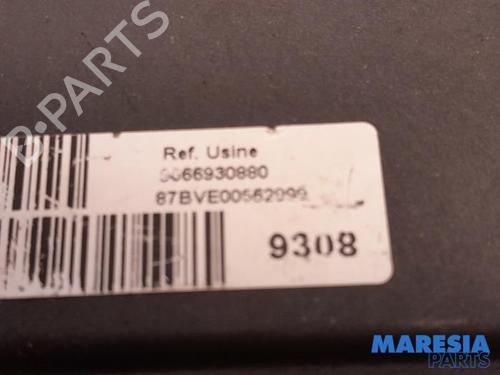 B-PARTS
Ref. Usine
9666930880
87BVE00562099
9308
MARESIA
PARTS